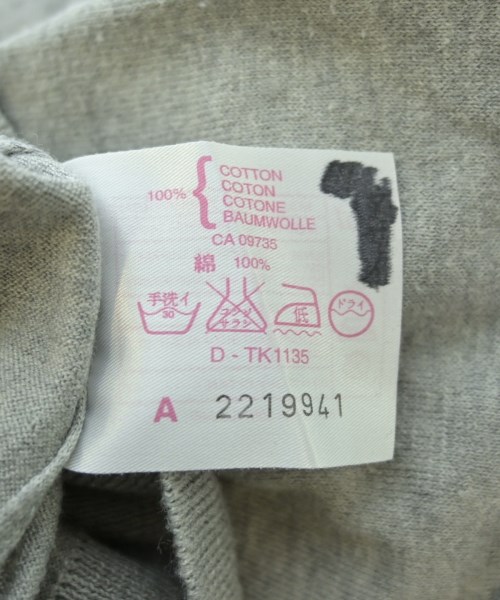 100% { COTTON
COTON
COTONE
BAUMWOLLE
CA 09735
綿 100%
手洗イ
30
エンソ
サラシ
低
ドライ
D - TK1135
A 2219941